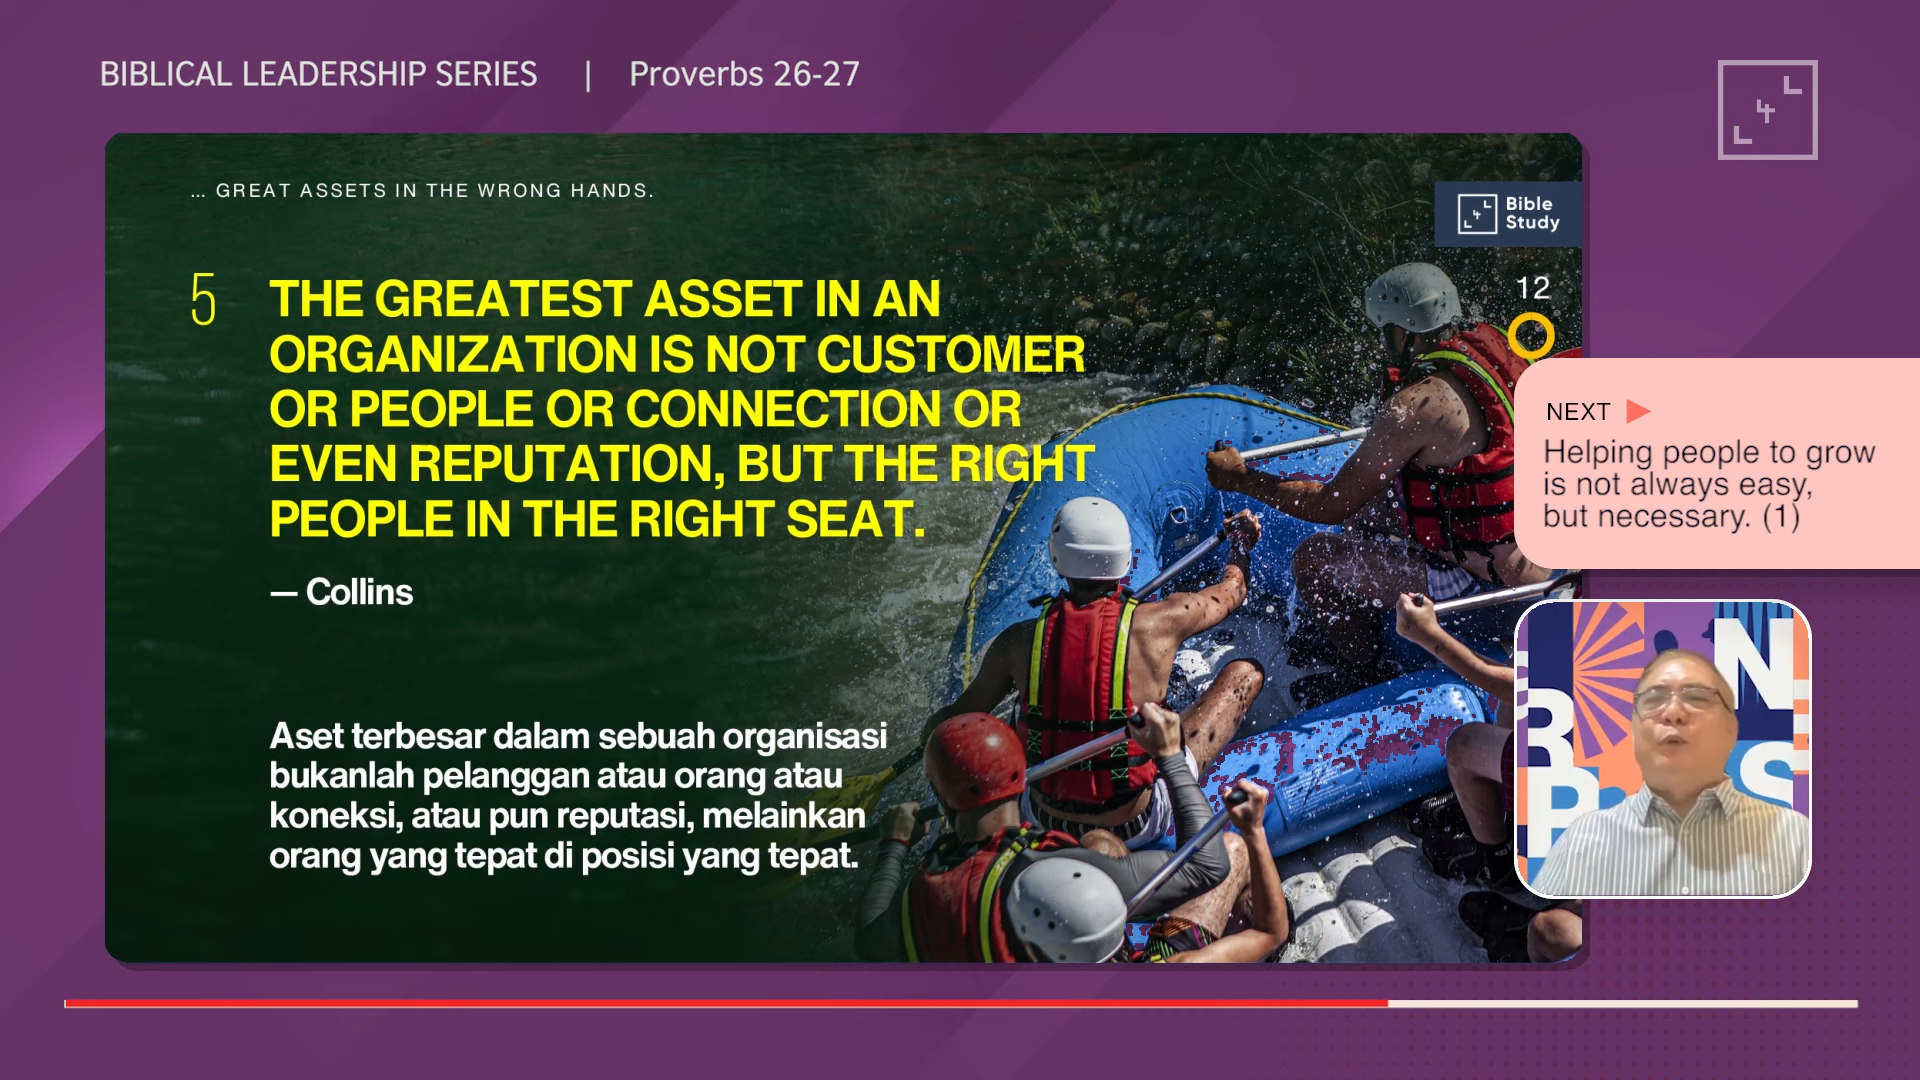 BIBLICAL LEADERSHIP SERIES | Proverbs 26-27
... GREAT ASSETS IN THE WRONG HANDS.
Bible
Study
12
5
THE GREATEST ASSET IN AN
ORGANIZATION IS NOT CUSTOMER
OR PEOPLE OR CONNECTION OR
EVEN REPUTATION, BUT THE RIGHT
PEOPLE IN THE RIGHT SEAT.
— Collins
Aset terbesar dalam sebuah organisasi
bukanlah pelanggan atau orang atau
koneksi, atau pun reputasi, melainkan
orang yang tepat di posisi yang tepat.
NEXT
Helping people to grow
is not always easy,
but necessary. (1)